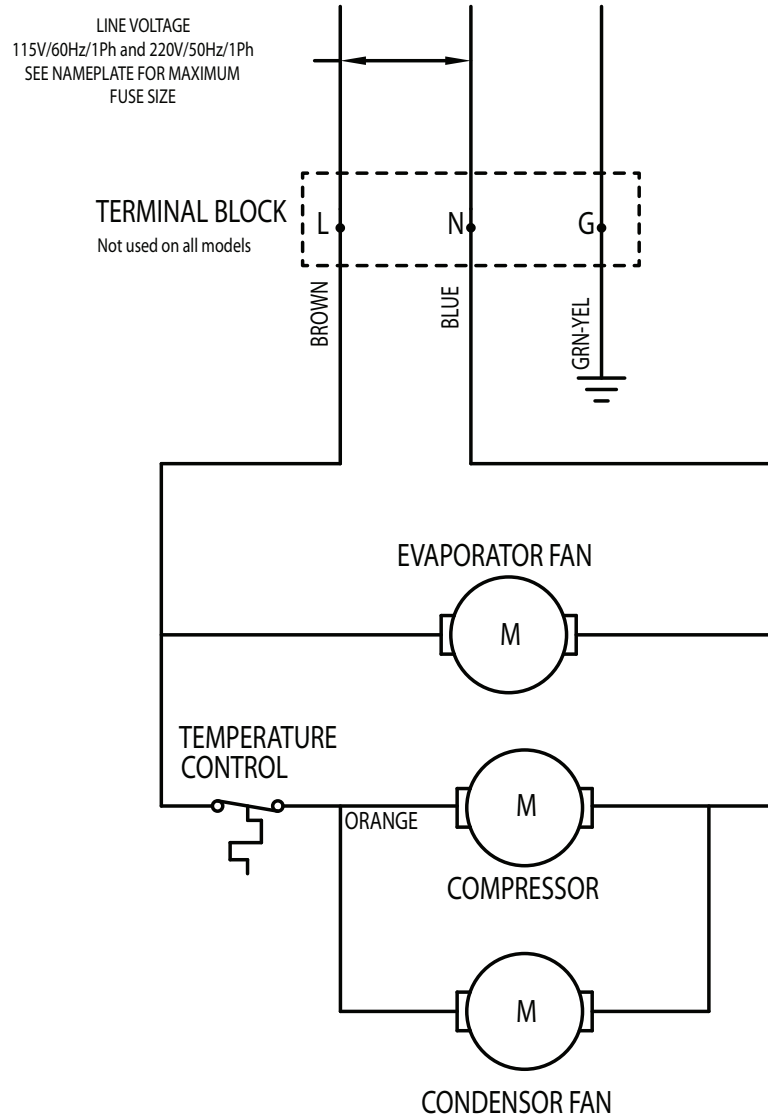 LINE VOLTAGE
115V/60Hz/1Ph and 220V/50Hz/1Ph
SEE NAMEPLATE FOR MAXIMUM
FUSE SIZE
TERMINAL BLOCK
Not used on all models
L
N
G
BROWN
BLUE
GRN-YEL
EVAPORATOR FAN
M
TEMPERATURE
CONTROL
ORANGE
M
COMPRESSOR
M
CONDENSOR FAN